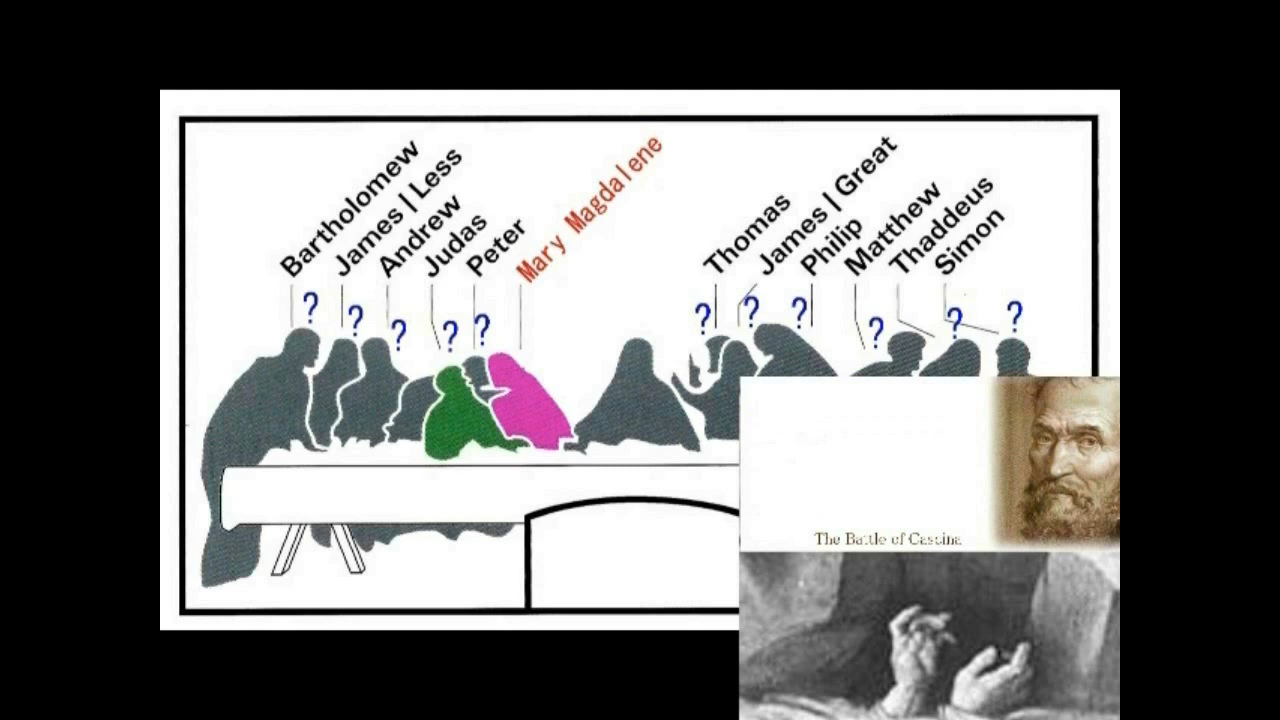 Bartholomew
James | Less
Andrew
Judas
Peter
Mary Magdalene
Thomas
James | Great
Philip
Matthew
Thaddeus
Simon
? ? ? ? ? ? ? ? ? ? ?
The Battle of Cascina